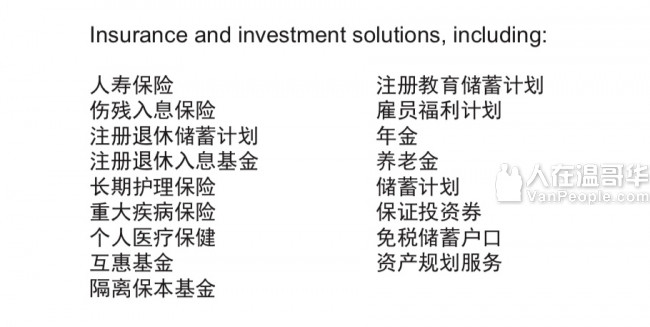 Insurance and investment solutions, including:
人寿保险
伤残入息保险
注册退休储蓄计划
注册退休入息基金
长期护理保险
重大疾病保险
个人医疗保健
互惠基金
隔离保本基金
注册教育储蓄计划
雇员福利计划
年金
养老金
储蓄计划
保证投资券
免税储蓄户口
资产规划服务
人在温哥华
VanPeople.com